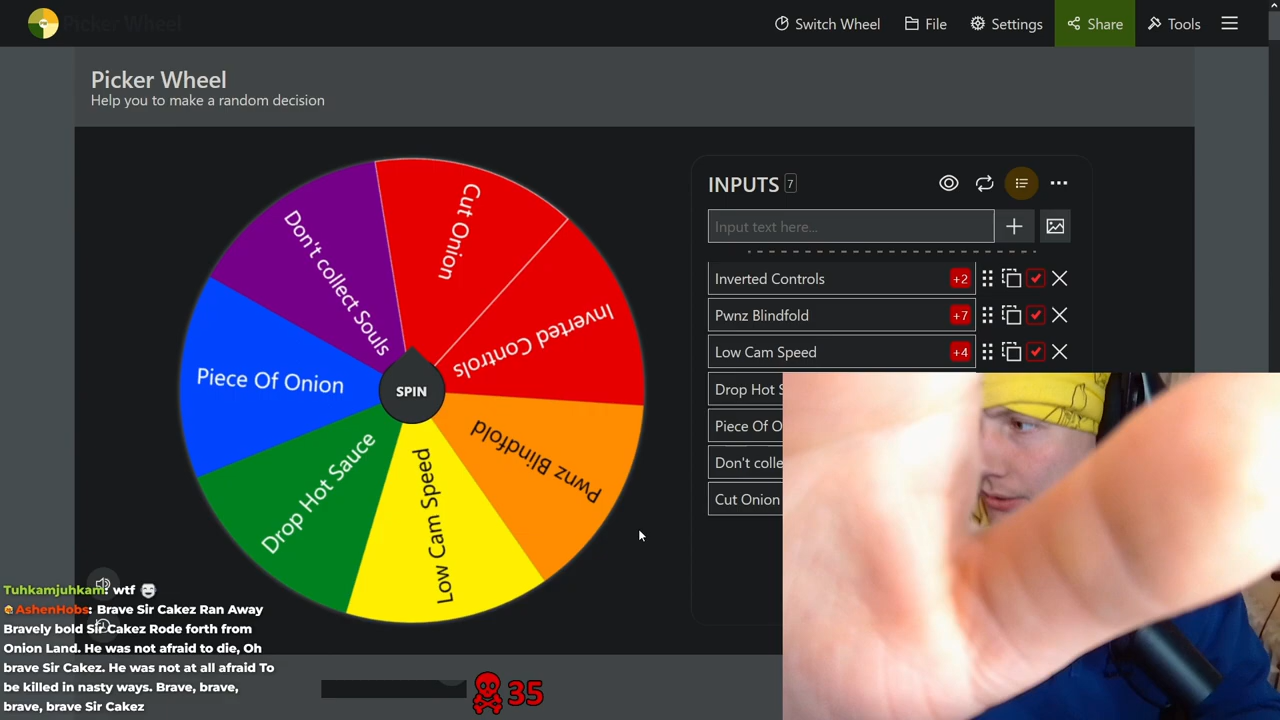 Picker Wheel
Switch Wheel
File
Settings
Share
Tools
Picker Wheel
Help you to make a random decision
Cut Onion
Inverted Controls
Pwnz Blindfold
Low Cam Speed
Drop Hot Sauce
Piece Of Onion
Don't collect Souls
SPIN
INPUTS 7
Input text here...
Inverted Controls +2
Pwnz Blindfold +7
Low Cam Speed +4
Drop Hot S
Piece Of O
Don't colle
Cut Onion
Tuhkamjuhkam: wtf
AshenHobs: Brave Sir Cakez Ran Away
Bravely bold Sir Cakez Rode forth from
Onion Land. He was not afraid to die, Oh
brave Sir Cakez. He was not at all afraid To
be killed in nasty ways. Brave, brave,
brave, brave Sir Cakez
35